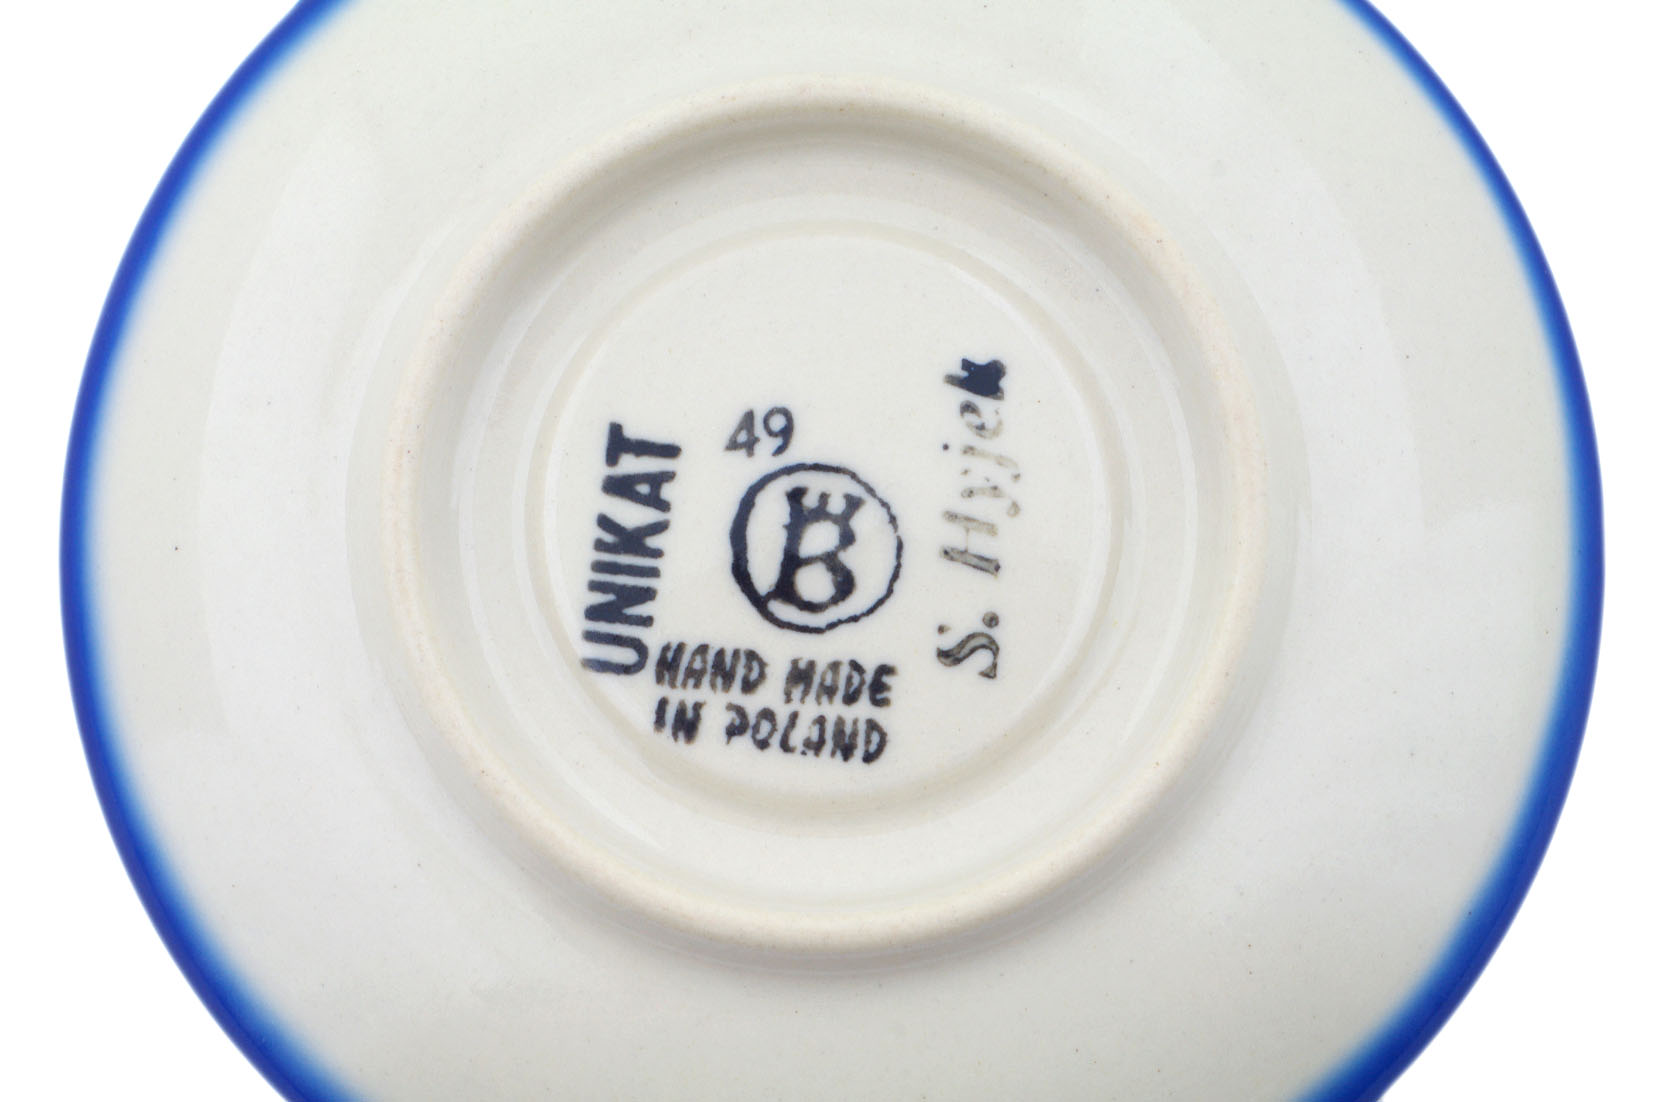 UNIKAT
49
B
HAND MADE
IN POLAND
S. Hyjek